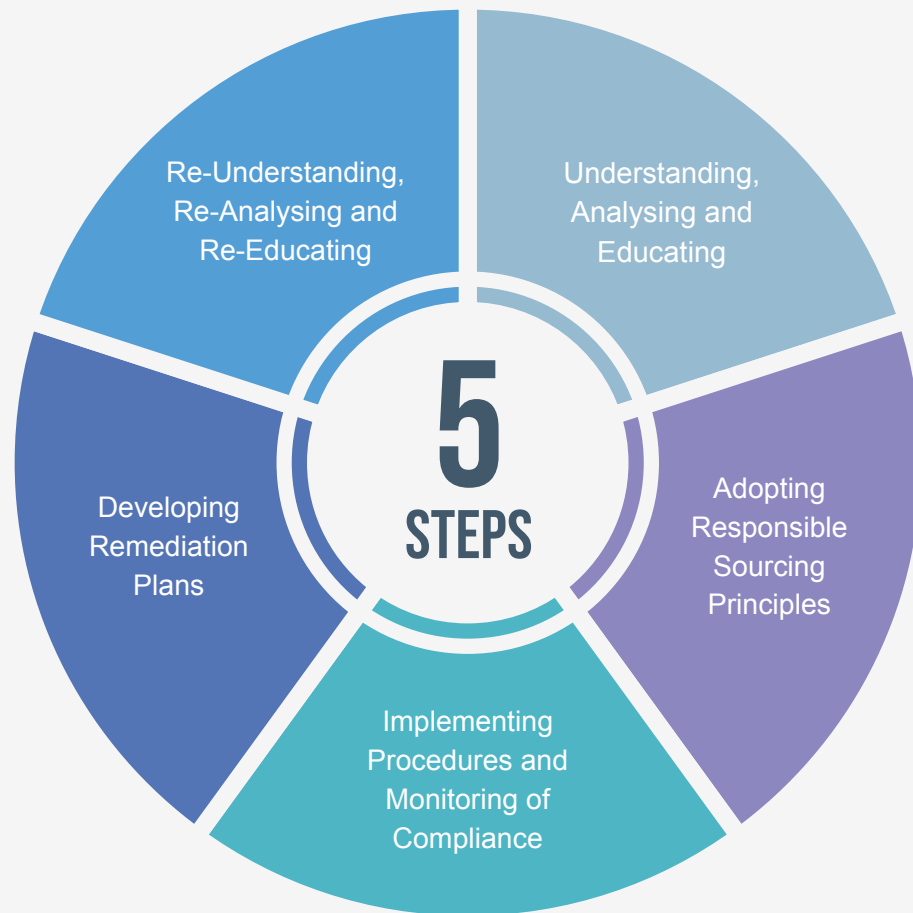 5
STEPS
Understanding,
Analysing and
Educating
Adopting
Responsible
Sourcing
Principles
Implementing
Procedures and
Monitoring of
Compliance
Developing
Remediation
Plans
Re-Understanding,
Re-Analysing and
Re-Educating